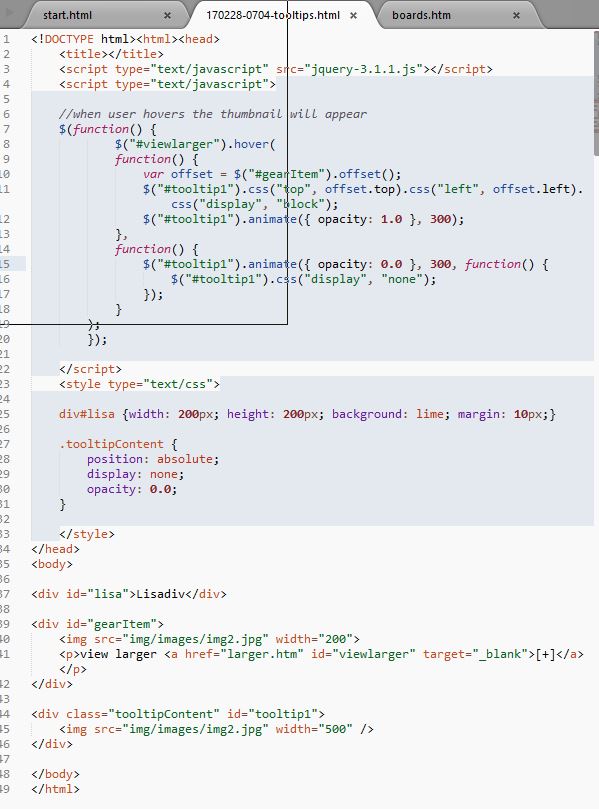 start.html × 170228-0704-tooltips.html × boards.htm ×
1 <!DOCTYPE html><html><head>
2 <title></title>
3 <script type="text/javascript" src="jquery-3.1.1.js"></script>
4 <script type="text/javascript">
5
6 //when user hovers the thumbnail will appear
7 $(function() {
8 $("#viewlarger").hover(
9 function() {
10 var offset = $("#gearItem").offset();
11 $("#tooltip1").css("top", offset.top).css("left", offset.left).
css("display", "block");
12 $("#tooltip1").animate({ opacity: 1.0 }, 300);
13 },
14 function() {
15 $("#tooltip1").animate({ opacity: 0.0 }, 300, function() {
16 $("#tooltip1").css("display", "none");
17 });
18 }
19 );
20 });
21
22 </script>
23 <style type="text/css">
24
25 div#lisa {width: 200px; height: 200px; background: lime; margin: 10px;}
26
27 .tooltipContent {
28 position: absolute;
29 display: none;
30 opacity: 0.0;
31 }
32
33 </style>
34 </head>
35 <body>
36
37 <div id="lisa">Lisadiv</div>
38
39 <div id="gearItem">
40 <img src="img/images/img2.jpg" width="200">
41 <p>view larger <a href="larger.htm" id="viewlarger" target="_blank">[+]</a>
</p>
42 </div>
43
44 <div class="tooltipContent" id="tooltip1">
45 <img src="img/images/img2.jpg" width="500" />
46 </div>
47
48 </body>
49 </html>